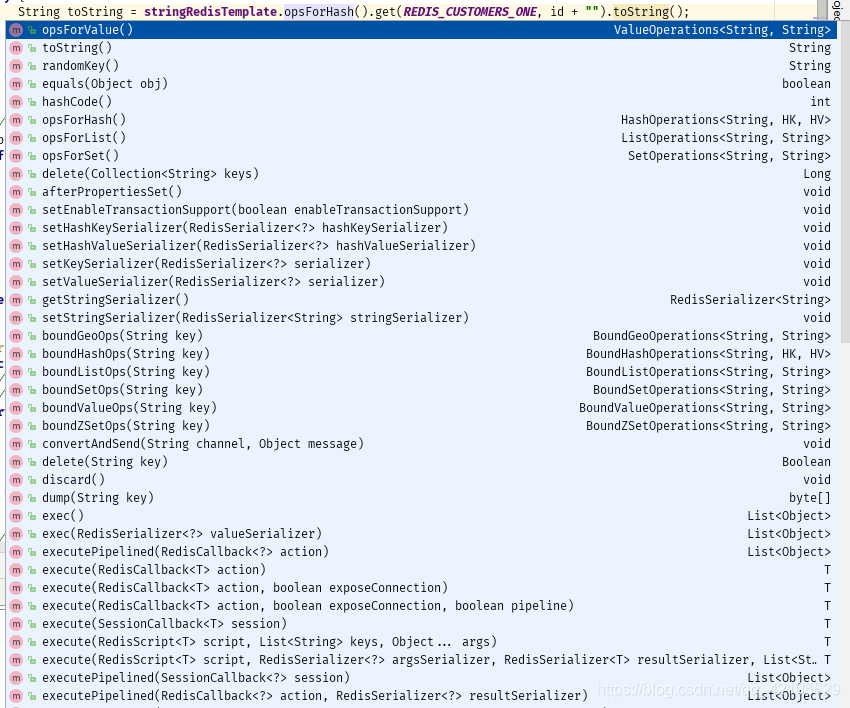 String toString = stringRedisTemplate.opsForHash().get(REDIS_CUSTOMERS_ONE, id + "").toString();
opsForValue() ValueOperations<String, String>
toString() String
randomKey() String
equals(Object obj) boolean
hashCode() int
opsForHash() HashOperations<String, HK, HV>
opsForList() ListOperations<String, String>
opsForSet() SetOperations<String, String>
delete(Collection<String> keys) Long
afterPropertiesSet() void
setEnableTransactionSupport(boolean enableTransactionSupport) void
setHashKeySerializer(RedisSerializer<?> hashKeySerializer) void
setHashValueSerializer(RedisSerializer<?> hashValueSerializer) void
setKeySerializer(RedisSerializer<?> serializer) void
setValueSerializer(RedisSerializer<?> serializer) void
getStringSerializer() RedisSerializer<String>
setStringSerializer(RedisSerializer<String> stringSerializer) void
boundGeoOps(String key) BoundGeoOperations<String, String>
boundHashOps(String key) BoundHashOperations<String, HK, HV>
boundListOps(String key) BoundListOperations<String, String>
boundSetOps(String key) BoundSetOperations<String, String>
boundValueOps(String key) BoundValueOperations<String, String>
boundZSetOps(String key) BoundZSetOperations<String, String>
convertAndSend(String channel, Object message) void
delete(String key) Boolean
discard() void
dump(String key) byte[]
exec() List<Object>
exec(RedisSerializer<?> valueSerializer) List<Object>
executePipelined(RedisCallback<?> action) List<Object>
execute(RedisCallback<T> action) T
execute(RedisCallback<T> action, boolean exposeConnection) T
execute(RedisCallback<T> action, boolean exposeConnection, boolean pipeline) T
execute(SessionCallback<T> session) T
execute(RedisScript<T> script, List<String> keys, Object... args) T
execute(RedisScript<T> script, RedisSerializer<?> argsSerializer, RedisSerializer<T> resultSerializer, List<St… T
executePipelined(SessionCallback<?> session) List<Object>
executePipelined(RedisCallback<?> action, RedisSerializer<?> resultSerializer) List<Object>